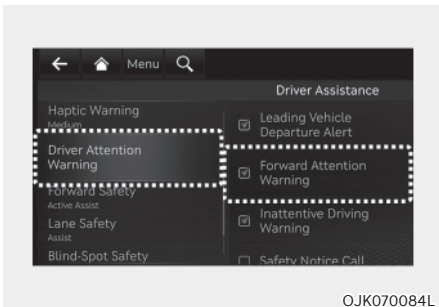 Menu
Driver Assistance
Haptic Warning
Medium
Driver Attention
Warning
Forward Safety
Active Assist
Lane Safety
Assist
Blind-Spot Safety
Leading Vehicle
Departure Alert
Forward Attention
Warning
Inattentive Driving
Warning
Safety Notice Call
OJK070084L